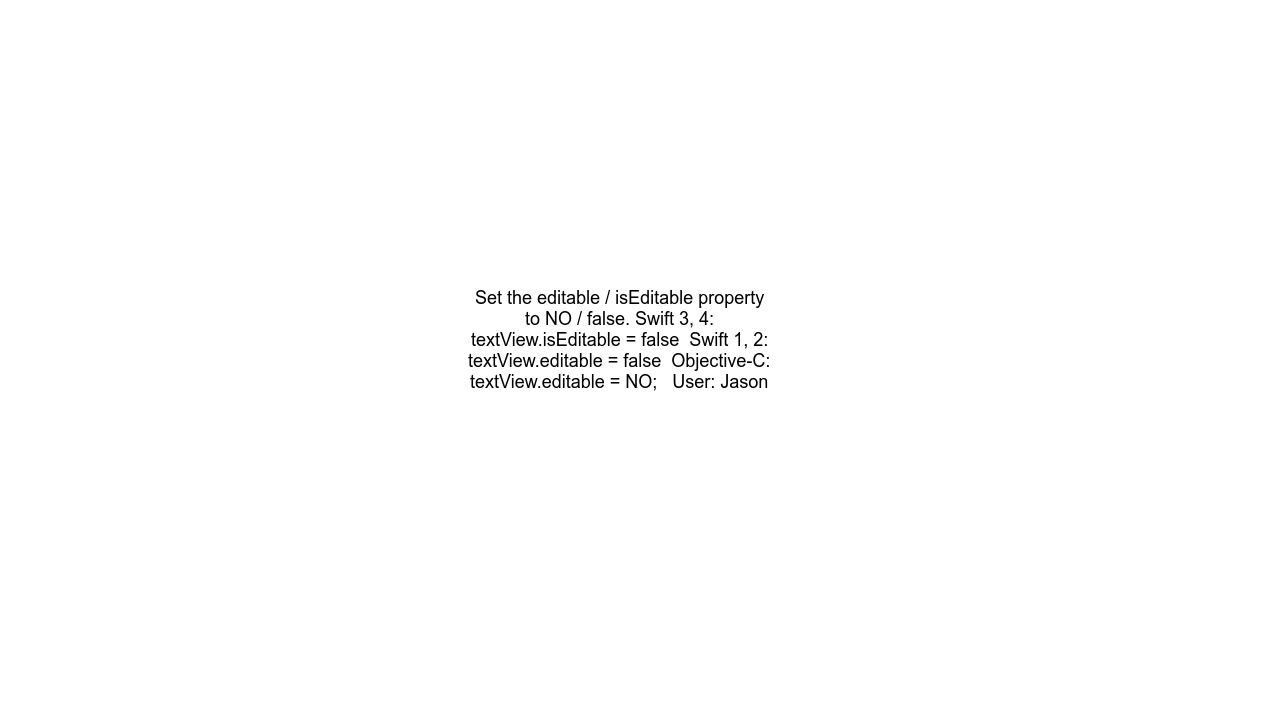 Set the editable / isEditable property
to NO / false. Swift 3, 4:
textView.isEditable = false  Swift 1, 2:
textView.editable = false  Objective-C:
textView.editable = NO;   User: Jason